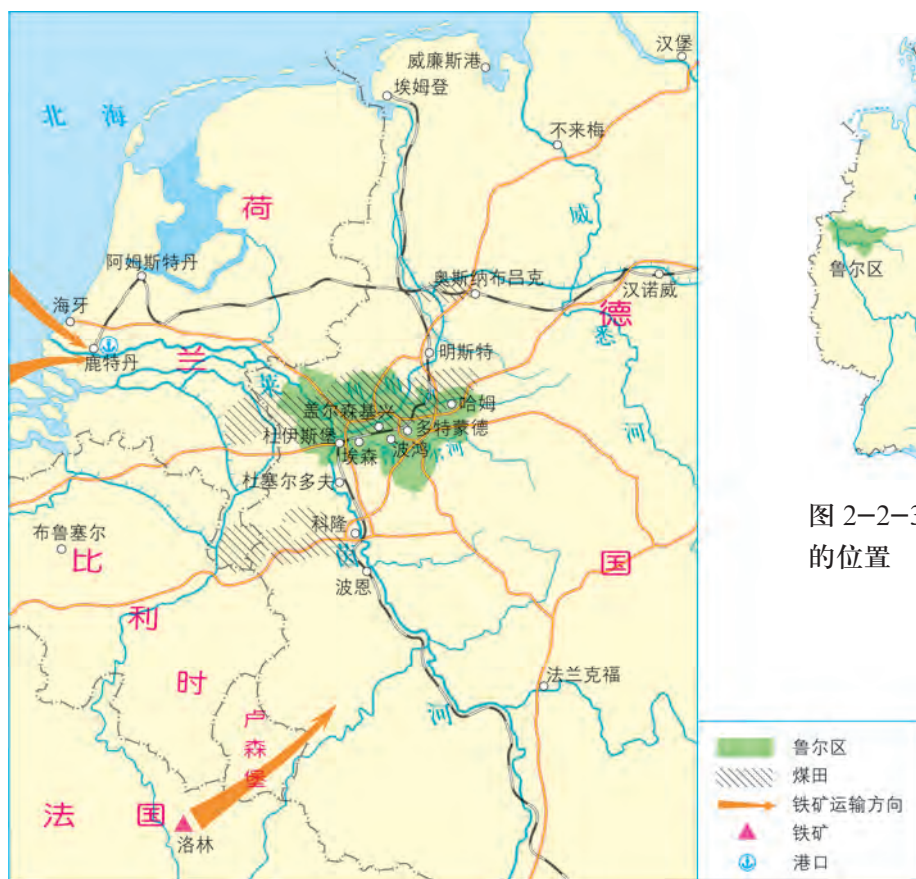 汉堡
威廉斯港
埃姆登
北海
不来梅
威
荷
阿姆斯特丹
奥斯纳布吕克
汉诺威
鲁尔区
海牙
德
悉
鹿特丹
兰
明斯特
莱
哈姆
盖尔森基兴
多特蒙德
杜伊斯堡
埃森
波鸿
尔河
河
杜塞尔多夫
科隆
图 2-2-3
的位置
布鲁塞尔
比
茵
国
波恩
利
时
法兰克福
卢
森
堡
河
法国
洛林
鲁尔区
煤田
铁矿运输方向
铁矿
港口